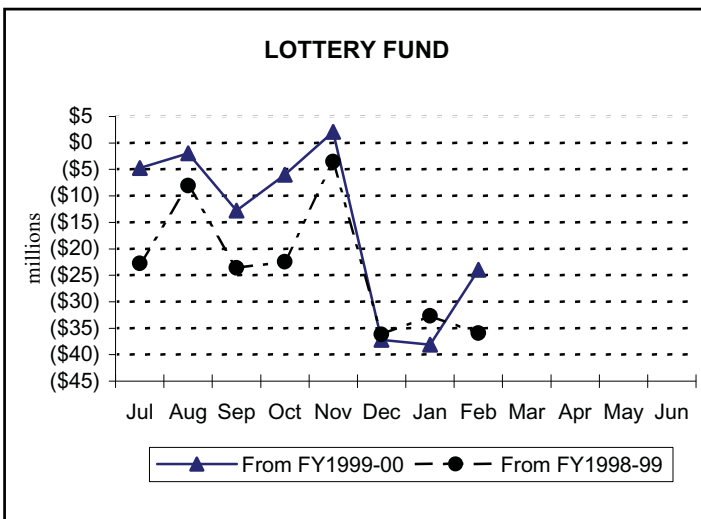 LOTTERY FUND
$5
$0
($5)
($10)
($15)
($20)
($25)
($30)
($35)
($40)
($45)
millions
Jul Aug Sep Oct Nov Dec Jan Feb Mar Apr May Jun
From FY1999-00 From FY1998-99